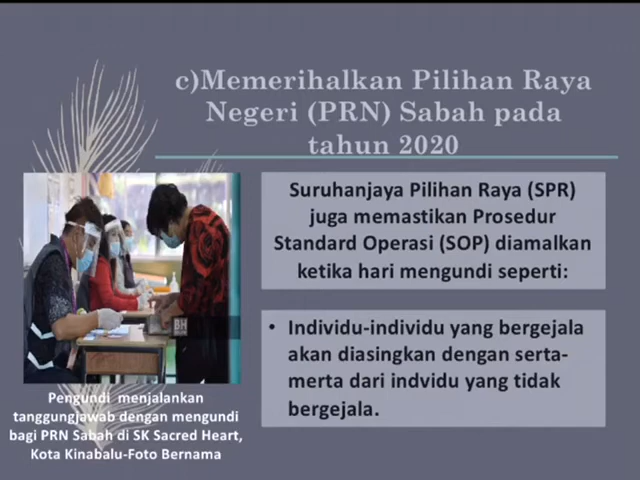 c)Memerihalkan Pilihan Raya
Negeri (PRN) Sabah pada
tahun 2020
Suruhanjaya Pilihan Raya (SPR)
juga memastikan Prosedur
Standard Operasi (SOP) diamalkan
ketika hari mengundi seperti:
• Individu-individu yang bergejala
akan diasingkan dengan serta-
merta dari indvidu yang tidak
bergejala.
BH
Pengundi menjalankan
tanggungjawab dengan mengundi
bagi PRN Sabah di SK Sacred Heart,
Kota Kinabalu-Foto Bernama